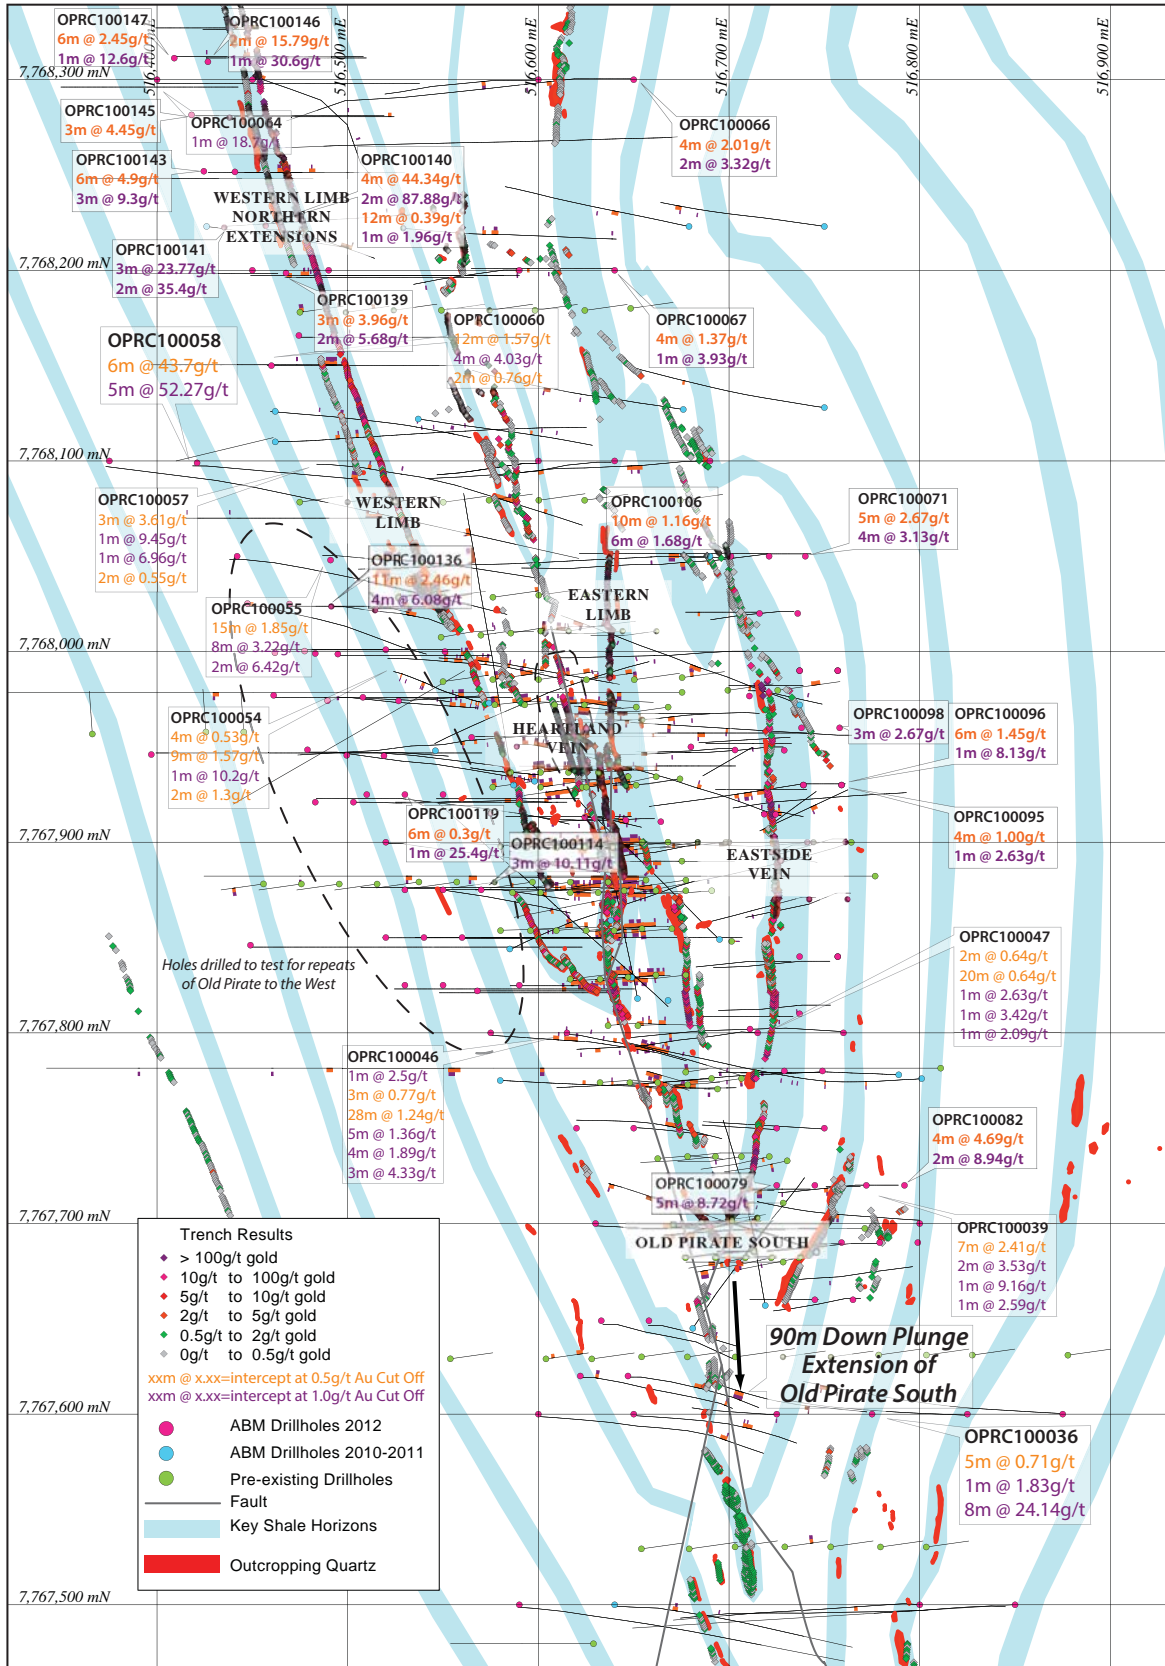 516,400 mE
516,500 mE
516,600 mE
516,700 mE
516,800 mE
516,900 mE
OPRC100147
6m @ 2.45g/t
1m @ 12.6g/t
OPRC100146
2m @ 15.79g/t
1m @ 30.6g/t
7,768,300 mN
OPRC100145
3m @ 4.45g/t
OPRC100064
1m @ 18.7g/t
OPRC100066
4m @ 2.01g/t
2m @ 3.32g/t
OPRC100143
6m @ 4.9g/t
3m @ 9.3g/t
OPRC100140
4m @ 44.34g/t
2m @ 87.88g/t
12m @ 0.39g/t
1m @ 1.96g/t
WESTERN LIMB
NORTHERN
EXTENSIONS
OPRC100141
3m @ 23.77g/t
2m @ 35.4g/t
7,768,200 mN
OPRC100139
3m @ 3.96g/t
2m @ 5.68g/t
OPRC100060
12m @ 1.57g/t
4m @ 4.03g/t
2m @ 0.76g/t
OPRC100067
4m @ 1.37g/t
1m @ 3.93g/t
OPRC100058
6m @ 43.7g/t
5m @ 52.27g/t
7,768,100 mN
OPRC100057
3m @ 3.61g/t
1m @ 9.45g/t
1m @ 6.96g/t
2m @ 0.55g/t
WESTERN
LIMB
OPRC100106
10m @ 1.16g/t
6m @ 1.68g/t
OPRC100071
5m @ 2.67g/t
4m @ 3.13g/t
OPRC100136
11m @ 2.46g/t
4m @ 6.08g/t
EASTERN
LIMB
OPRC100055
15m @ 1.85g/t
8m @ 3.22g/t
2m @ 6.42g/t
7,768,000 mN
OPRC100054
4m @ 0.53g/t
9m @ 1.57g/t
1m @ 10.2g/t
2m @ 1.3g/t
HEARTLAND
VEIN
OPRC100098
3m @ 2.67g/t
OPRC100096
6m @ 1.45g/t
1m @ 8.13g/t
OPRC100119
6m @ 0.3g/t
1m @ 25.4g/t
OPRC100095
4m @ 1.00g/t
1m @ 2.63g/t
7,767,900 mN
OPRC100114
3m @ 10.11g/t
EASTSIDE
VEIN
Holes drilled to test for repeats
of Old Pirate to the West
OPRC100047
2m @ 0.64g/t
20m @ 0.64g/t
1m @ 2.63g/t
1m @ 3.42g/t
1m @ 2.09g/t
7,767,800 mN
OPRC100046
1m @ 2.5g/t
3m @ 0.77g/t
28m @ 1.24g/t
5m @ 1.36g/t
4m @ 1.89g/t
3m @ 4.33g/t
OPRC100082
4m @ 4.69g/t
2m @ 8.94g/t
OPRC100079
5m @ 8.72g/t
7,767,700 mN
OLD PIRATE SOUTH
OPRC100039
7m @ 2.41g/t
2m @ 3.53g/t
1m @ 9.16g/t
1m @ 2.59g/t
90m Down Plunge
Extension of
Old Pirate South
7,767,600 mN
OPRC100036
5m @ 0.71g/t
1m @ 1.83g/t
8m @ 24.14g/t
Trench Results
> 100g/t gold
10g/t to 100g/t gold
5g/t to 10g/t gold
2g/t to 5g/t gold
0.5g/t to 2g/t gold
0g/t to 0.5g/t gold
xxm @ x.xx=intercept at 0.5g/t Au Cut Off
xxm @ x.xx=intercept at 1.0g/t Au Cut Off
ABM Drillholes 2012
ABM Drillholes 2010-2011
Pre-existing Drillholes
Fault
Key Shale Horizons
Outcropping Quartz
7,767,500 mN